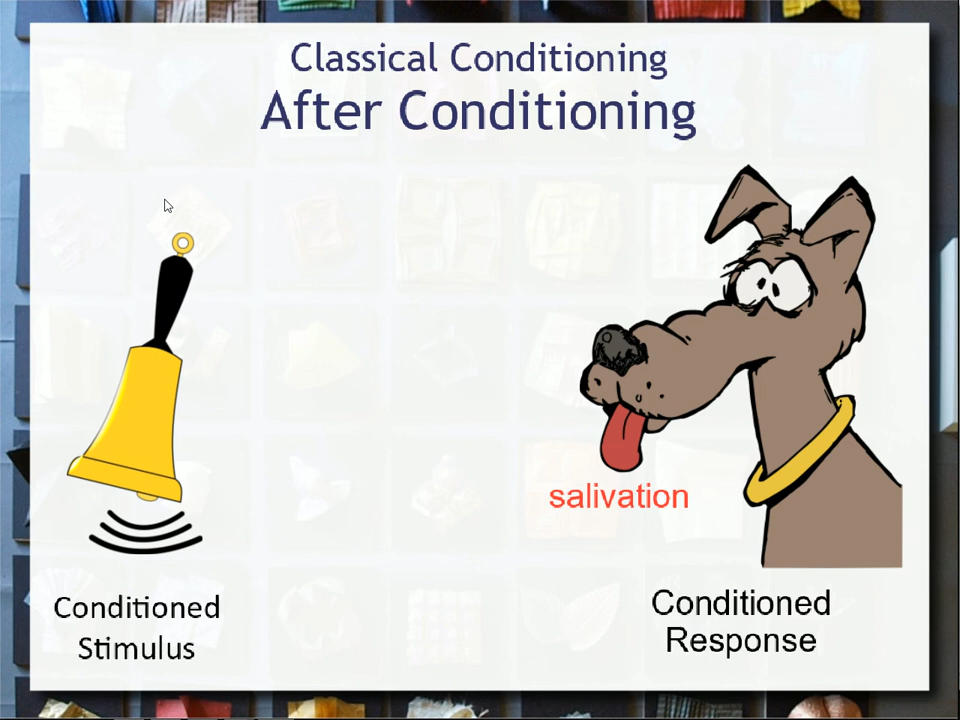 Classical Conditioning
After Conditioning
salivation
Conditioned
Stimulus
Conditioned
Response